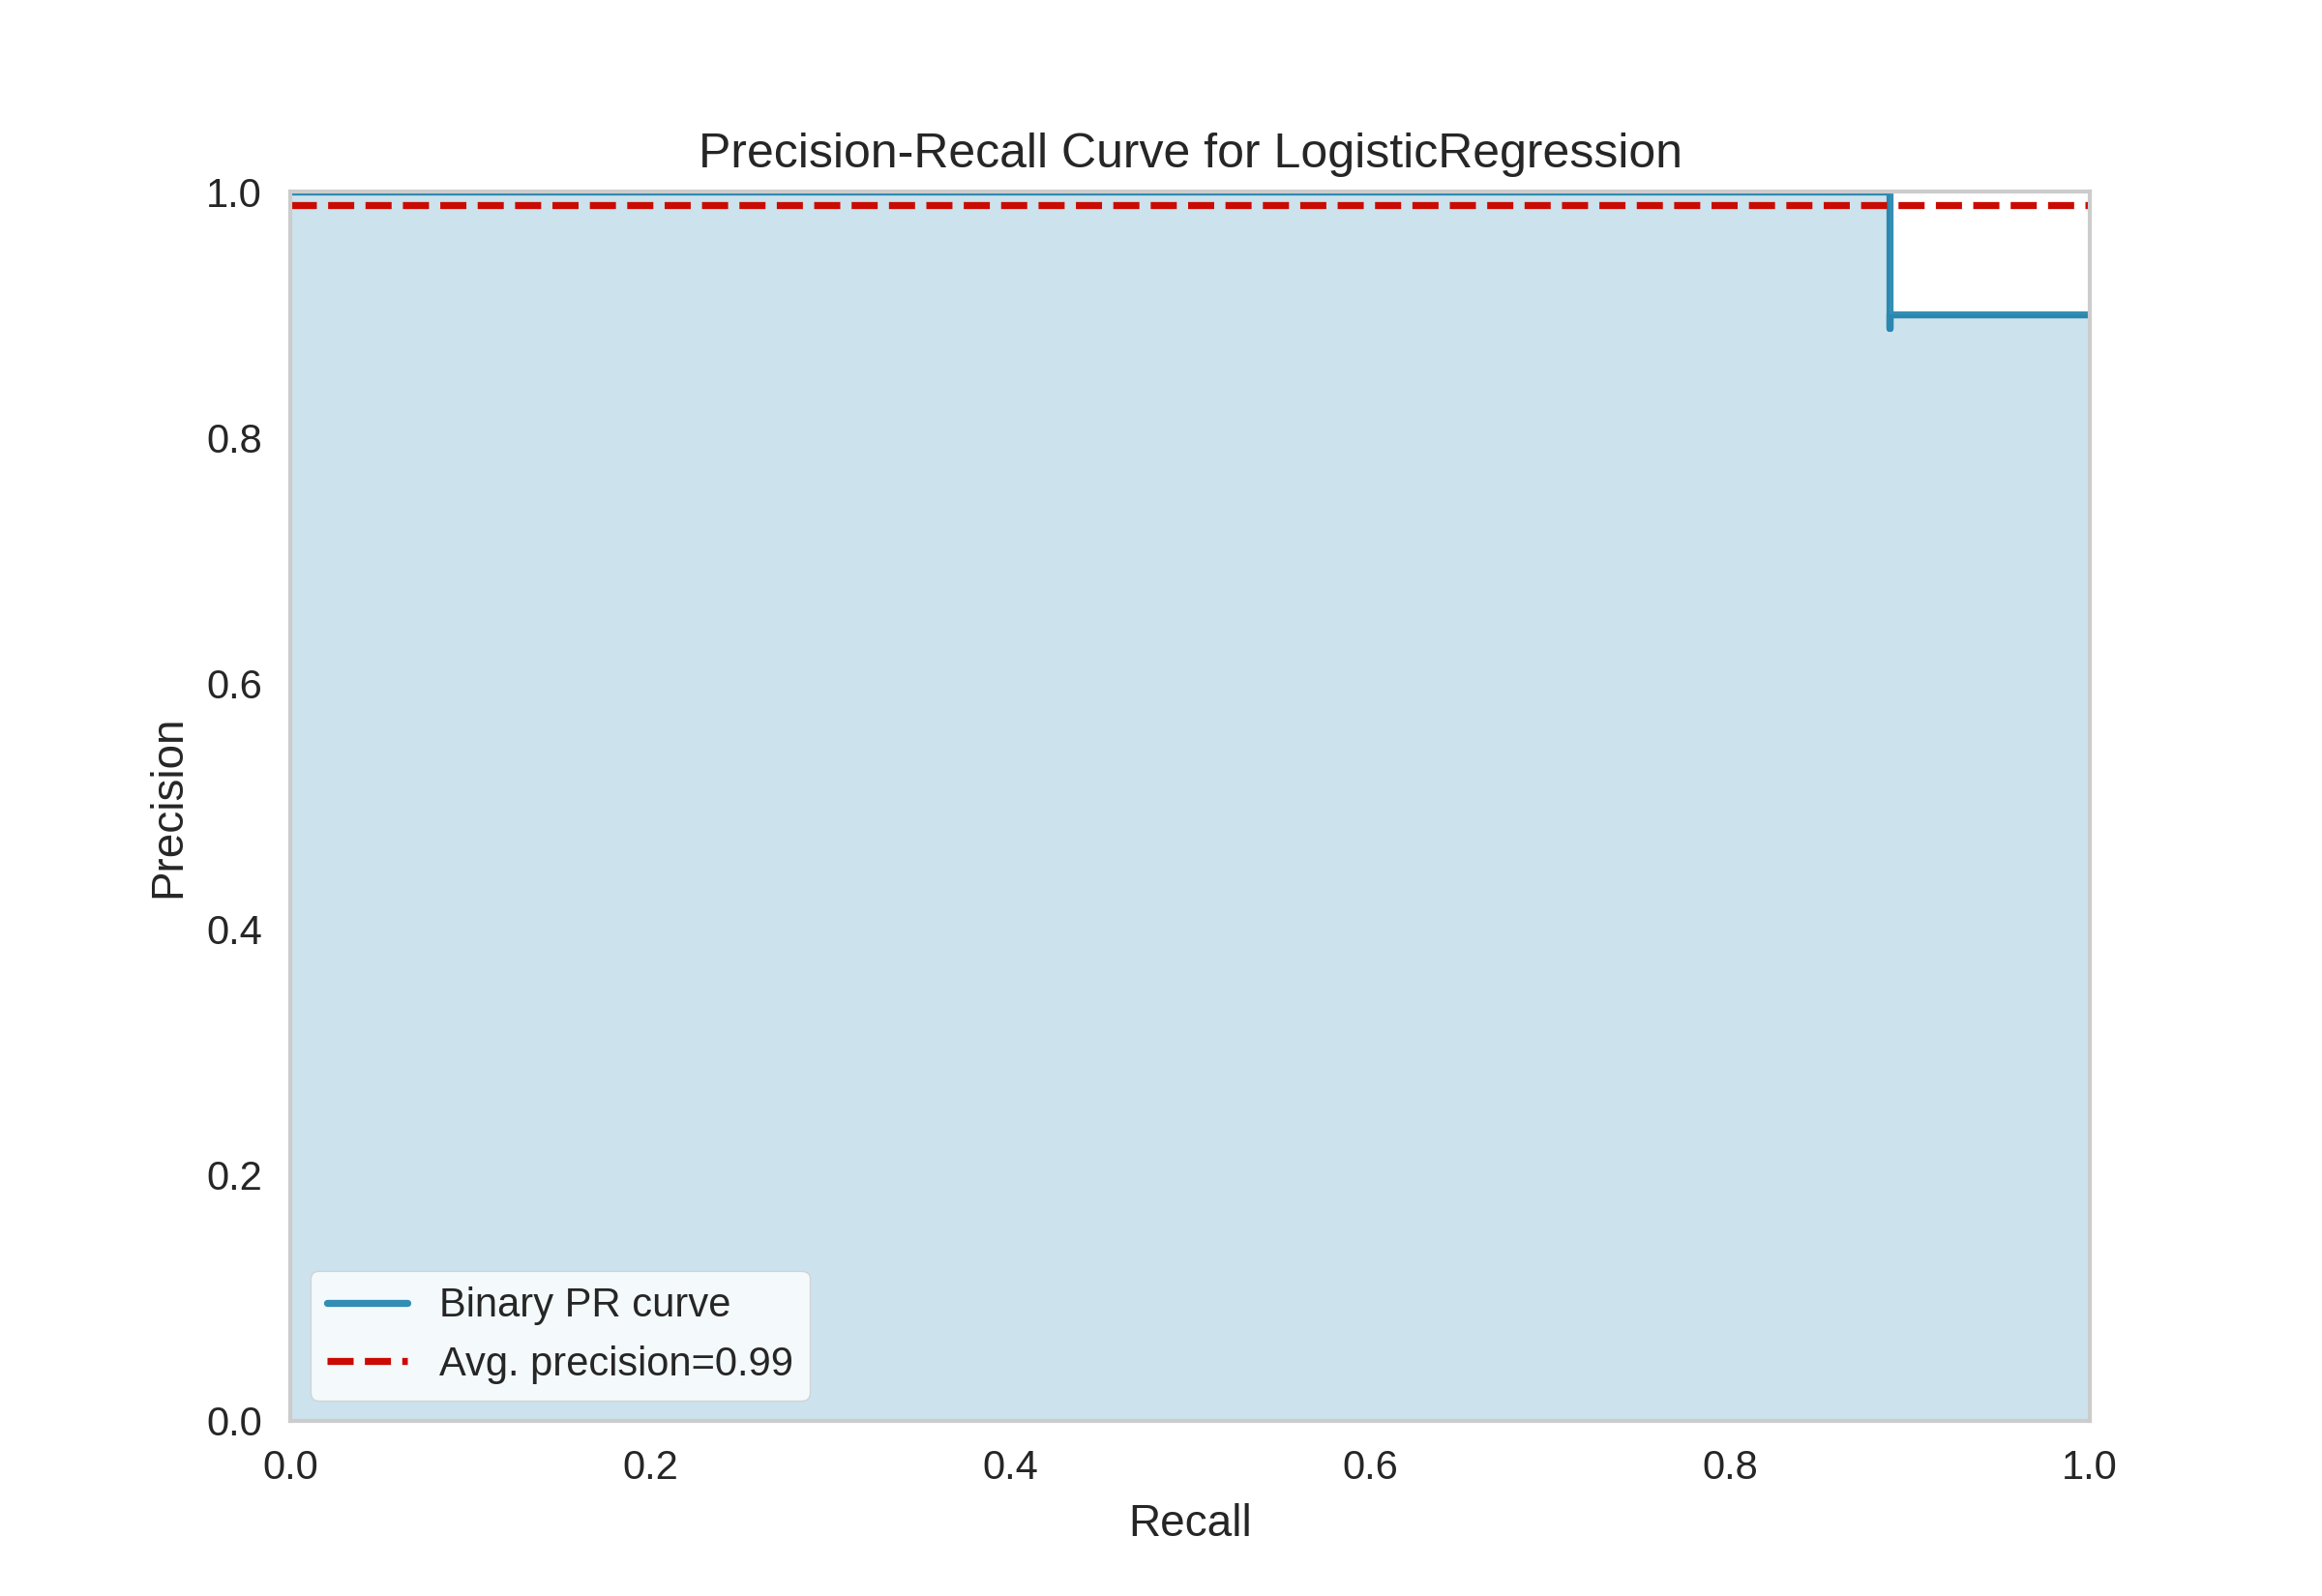 Precision-Recall Curve for LogisticRegression
1.0
0.8
0.6
0.4
0.2
0.0
Precision
Binary PR curve
Avg. precision=0.99
0.0 0.2 0.4 0.6 0.8 1.0
Recall